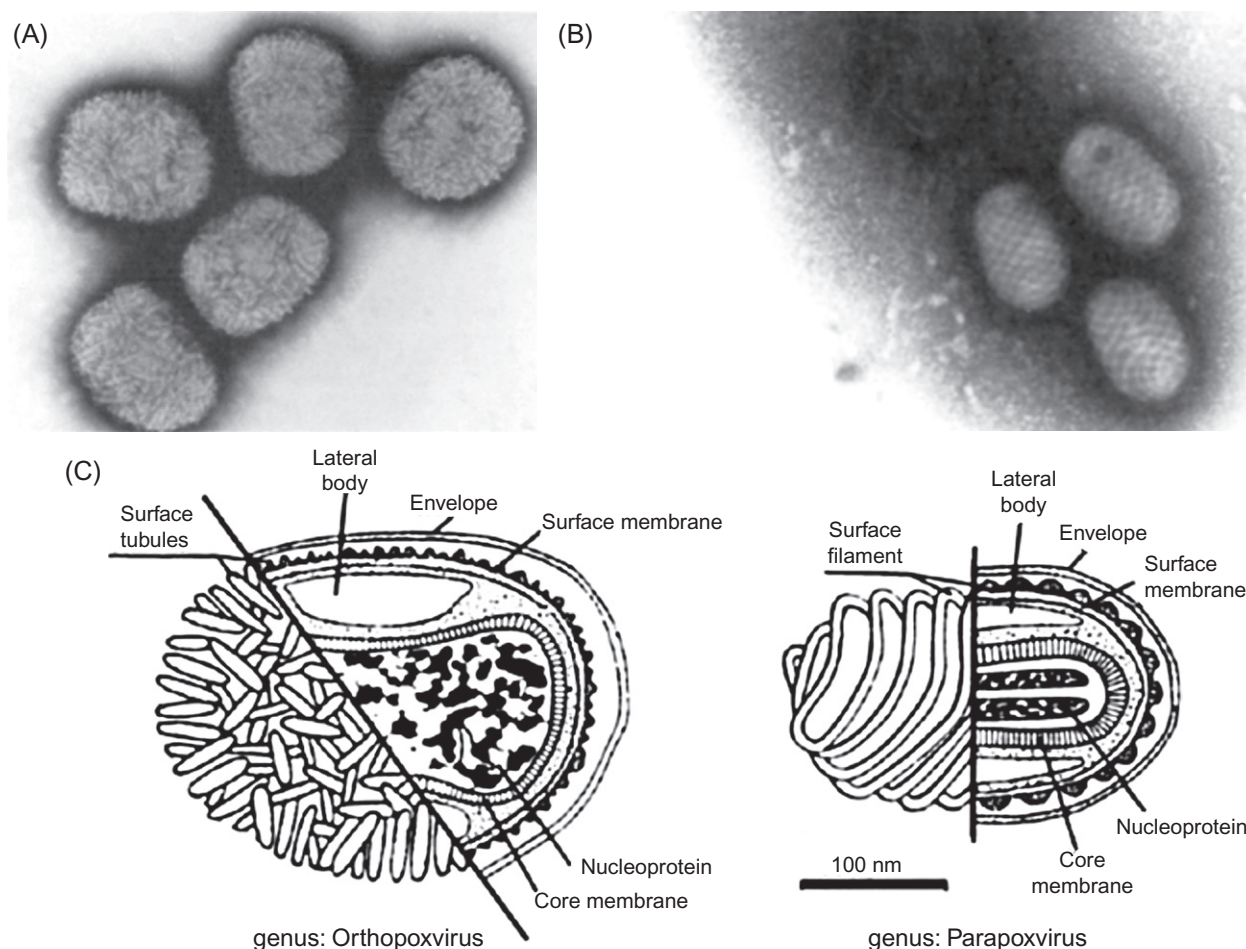 (A)
(B)
(C)
Lateral
body
Envelope
Surface membrane
Surface
tubules
Nucleoprotein
Core membrane
genus: Orthopoxvirus
Lateral
body
Surface
filament
Envelope
Surface
membrane
Nucleoprotein
Core
membrane
100 nm
genus: Parapoxvirus